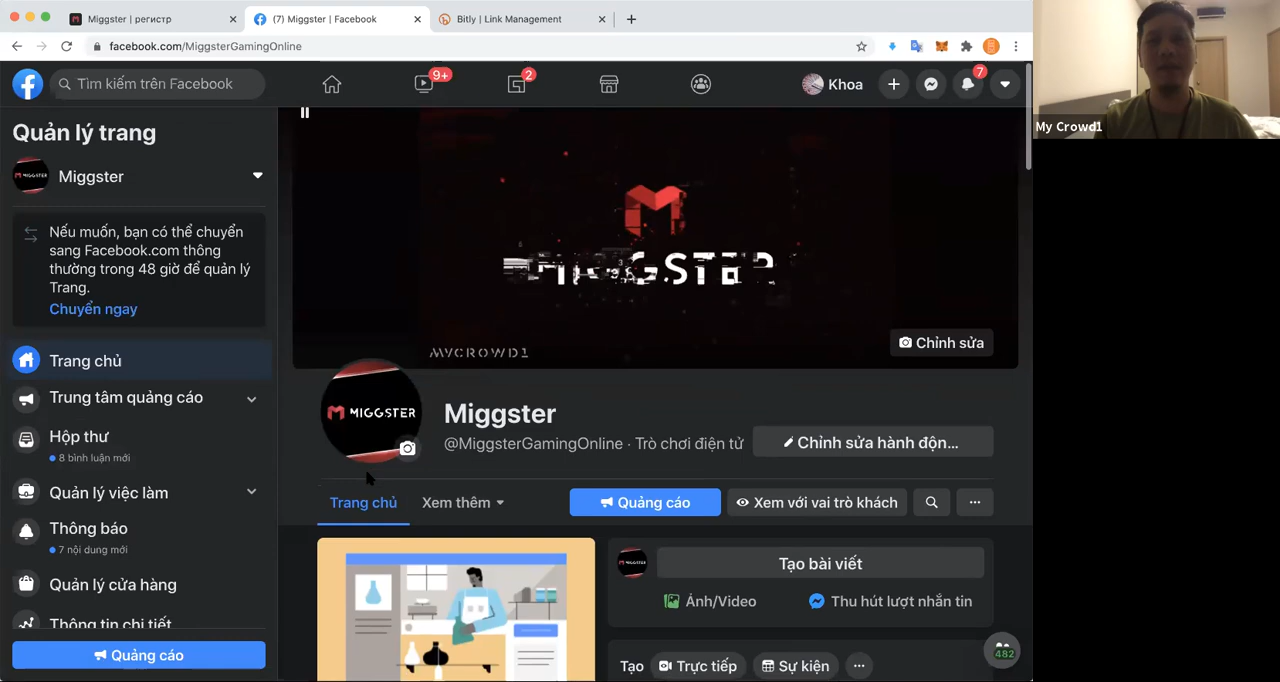 Miggster | регистр
(7) Miggster | Facebook
Bitly | Link Management
facebook.com/MiggsterGamingOnline
Tìm kiếm trên Facebook
9+
2
Khoa
7
Quản lý trang
Miggster
Nếu muốn, bạn có thể chuyển
sang Facebook.com thông
thường trong 48 giờ để quản lý
Trang.
Chuyển ngay
Trang chủ
Trung tâm quảng cáo
Hộp thư
8 bình luận mới
Quản lý việc làm
Thông báo
7 nội dung mới
Quản lý cửa hàng
Thông tin chi tiết
Quảng cáo
MIGGSTER
MYCROWD1
Chỉnh sửa
MIGGSTER
Miggster
@MiggsterGamingOnline · Trò chơi điện tử
Chỉnh sửa hành độn...
Trang chủ
Xem thêm
Quảng cáo
Xem với vai trò khách
Tạo bài viết
Ảnh/Video
Thu hút lượt nhắn tin
Tạo
Trực tiếp
Sự kiện
482
My Crowd1